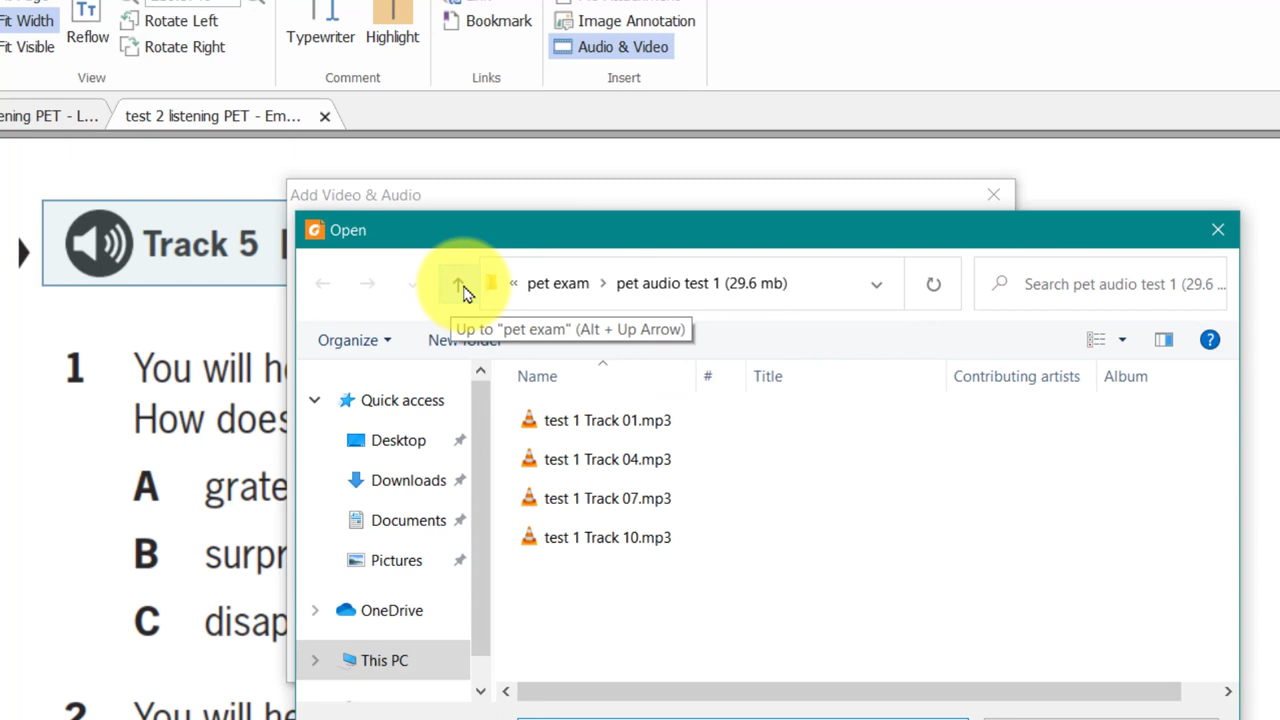 Fit Width
Reflow
Rotate Left
Fit Visible
Rotate Right
View
Typewriter
Highlight
Comment
Bookmark
Links
Image Annotation
Audio & Video
Insert
ening PET - L...
test 2 listening PET - Em...
Add Video & Audio
Track 5
Open
« pet exam > pet audio test 1 (29.6 mb)
Search pet audio test 1 (29.6 ...
Up to "pet exam" (Alt + Up Arrow)
Organize
New folder
Name
#
Title
Contributing artists
Album
Quick access
Desktop
Downloads
Documents
Pictures
OneDrive
This PC
test 1 Track 01.mp3
test 1 Track 04.mp3
test 1 Track 07.mp3
test 1 Track 10.mp3
1 You will he
How does
A grate
B surpr
C disap
2 You will he